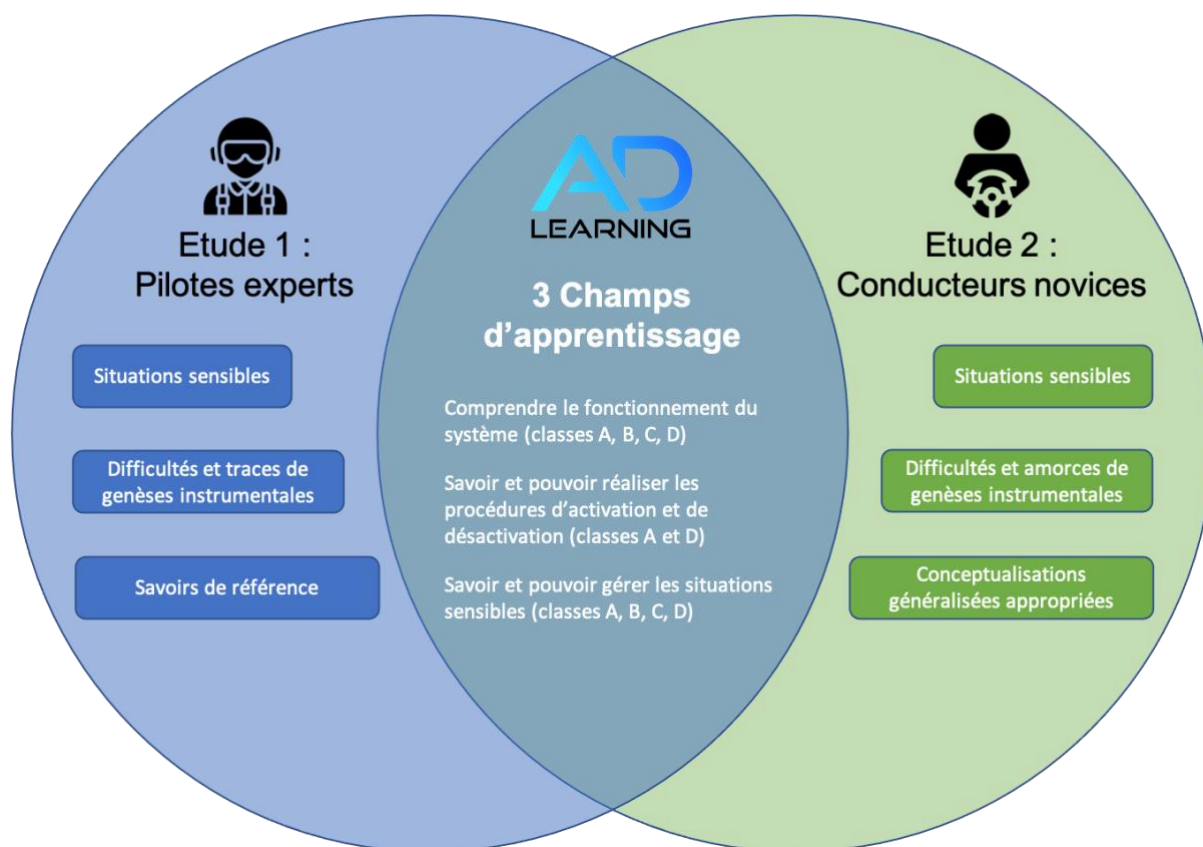 Etude 1 :
Pilotes experts
Situations sensibles
Difficultés et traces de
genèses instrumentales
Savoirs de référence
AD
LEARNING
3 Champs
d'apprentissage
Comprendre le fonctionnement du
système (classes A, B, C, D)
Savoir et pouvoir réaliser les
procédures d'activation et de
désactivation (classes A et D)
Savoir et pouvoir gérer les situations
sensibles (classes A, B, C, D)
Etude 2 :
Conducteurs novices
Situations sensibles
Difficultés et amorces de
genèses instrumentales
Conceptualisations
généralisées appropriées